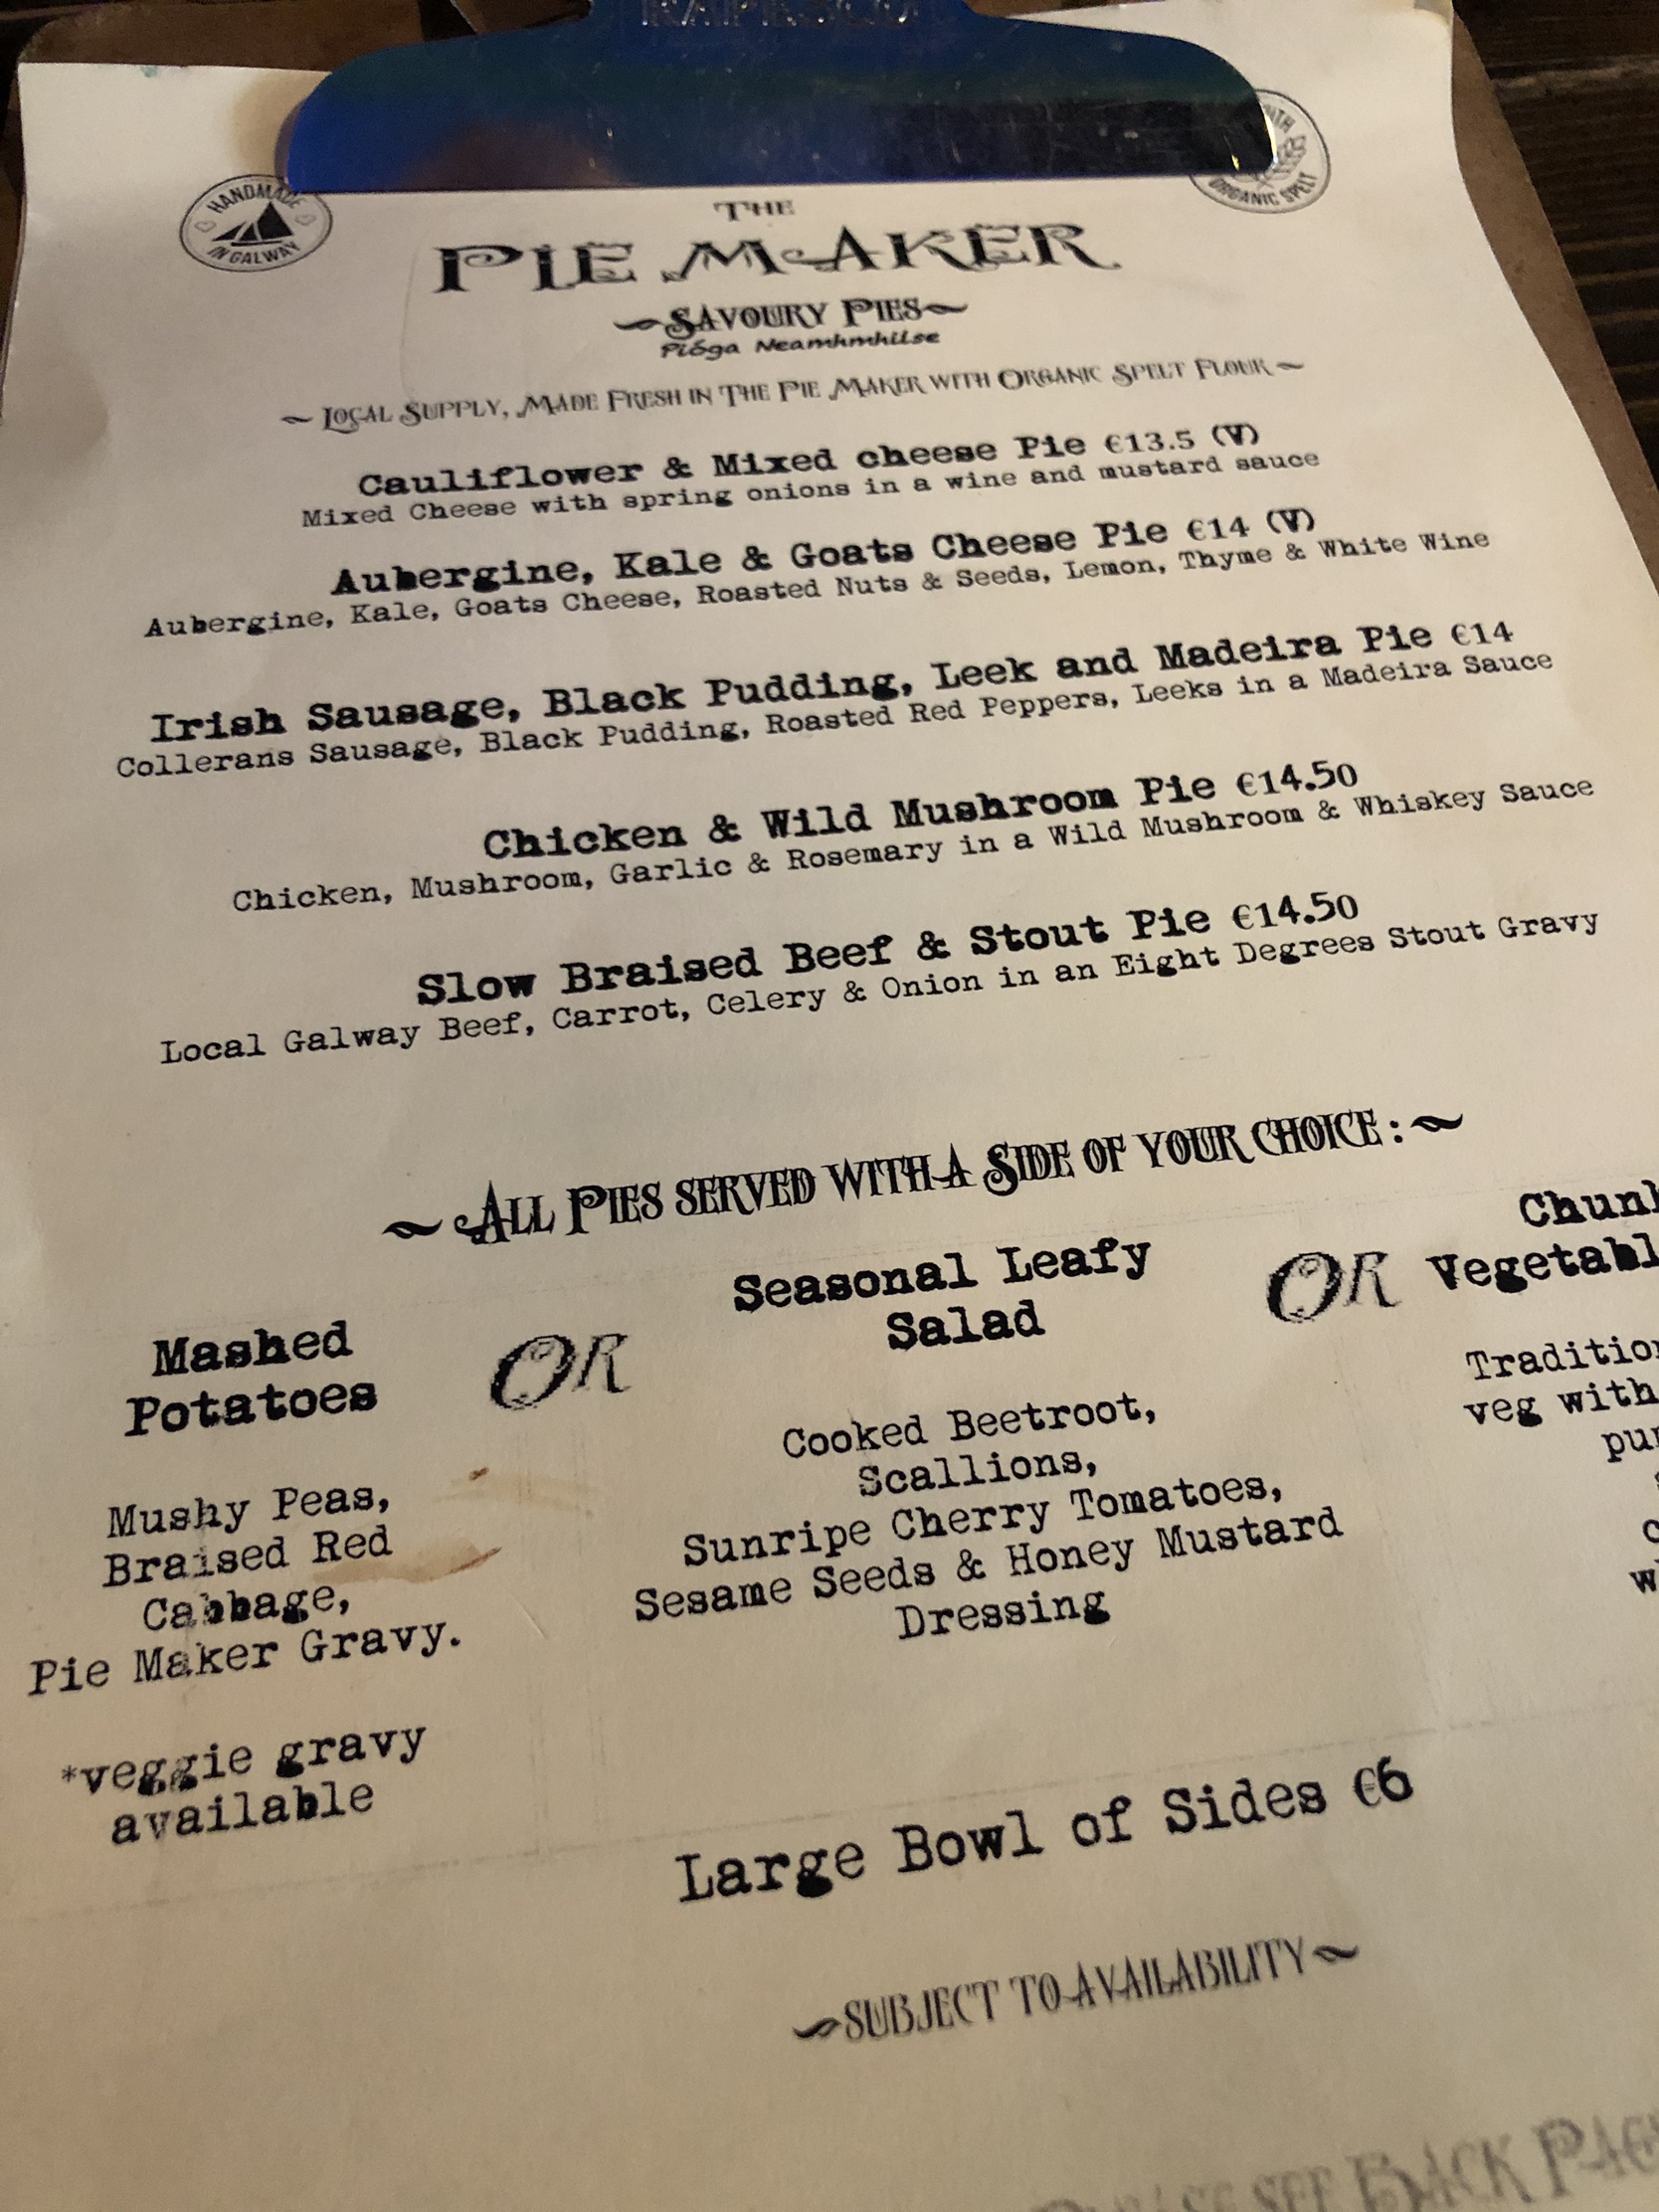 HANDMADE
IN GALWAY
ORGANIC SPELT
THE
PIE MAKER
SAVOURY PIES
Pióga Neamhmhilse
LOCAL SUPPLY, MADE FRESH IN THE PIE MAKER WITH ORGANIC SPELT FLOUR
Cauliflower & Mixed cheese Pie €13.5 (V)
Mixed Cheese with spring onions in a wine and mustard sauce
Aubergine, Kale & Goats Cheese Pie €14 (V)
Aubergine, Kale, Goats Cheese, Roasted Nuts & Seeds, Lemon, Thyme & White Wine
Irish Sausage, Black Pudding, Leek and Madeira Pie €14
Collerans Sausage, Black Pudding, Roasted Red Peppers, Leeks in a Madeira Sauce
Chicken & Wild Mushroom Pie €14.50
Chicken, Mushroom, Garlic & Rosemary in a Wild Mushroom & Whiskey Sauce
Slow Braised Beef & Stout Pie €14.50
Local Galway Beef, Carrot, Celery & Onion in an Eight Degrees Stout Gravy
~ ALL PIES SERVED WITH A SIDE OF YOUR CHOICE : ~
Mashed
Potatoes
Mushy Peas,
Braised Red
Cabbage,
Pie Maker Gravy.
*veggie gravy
available
OR
Seasonal Leafy
Salad
Cooked Beetroot,
Scallions,
Sunripe Cherry Tomatoes,
Sesame Seeds & Honey Mustard
Dressing
OR
veg with
Large Bowl of Sides €6
SUBJECT TO AVAILABILITY
SEE BACK